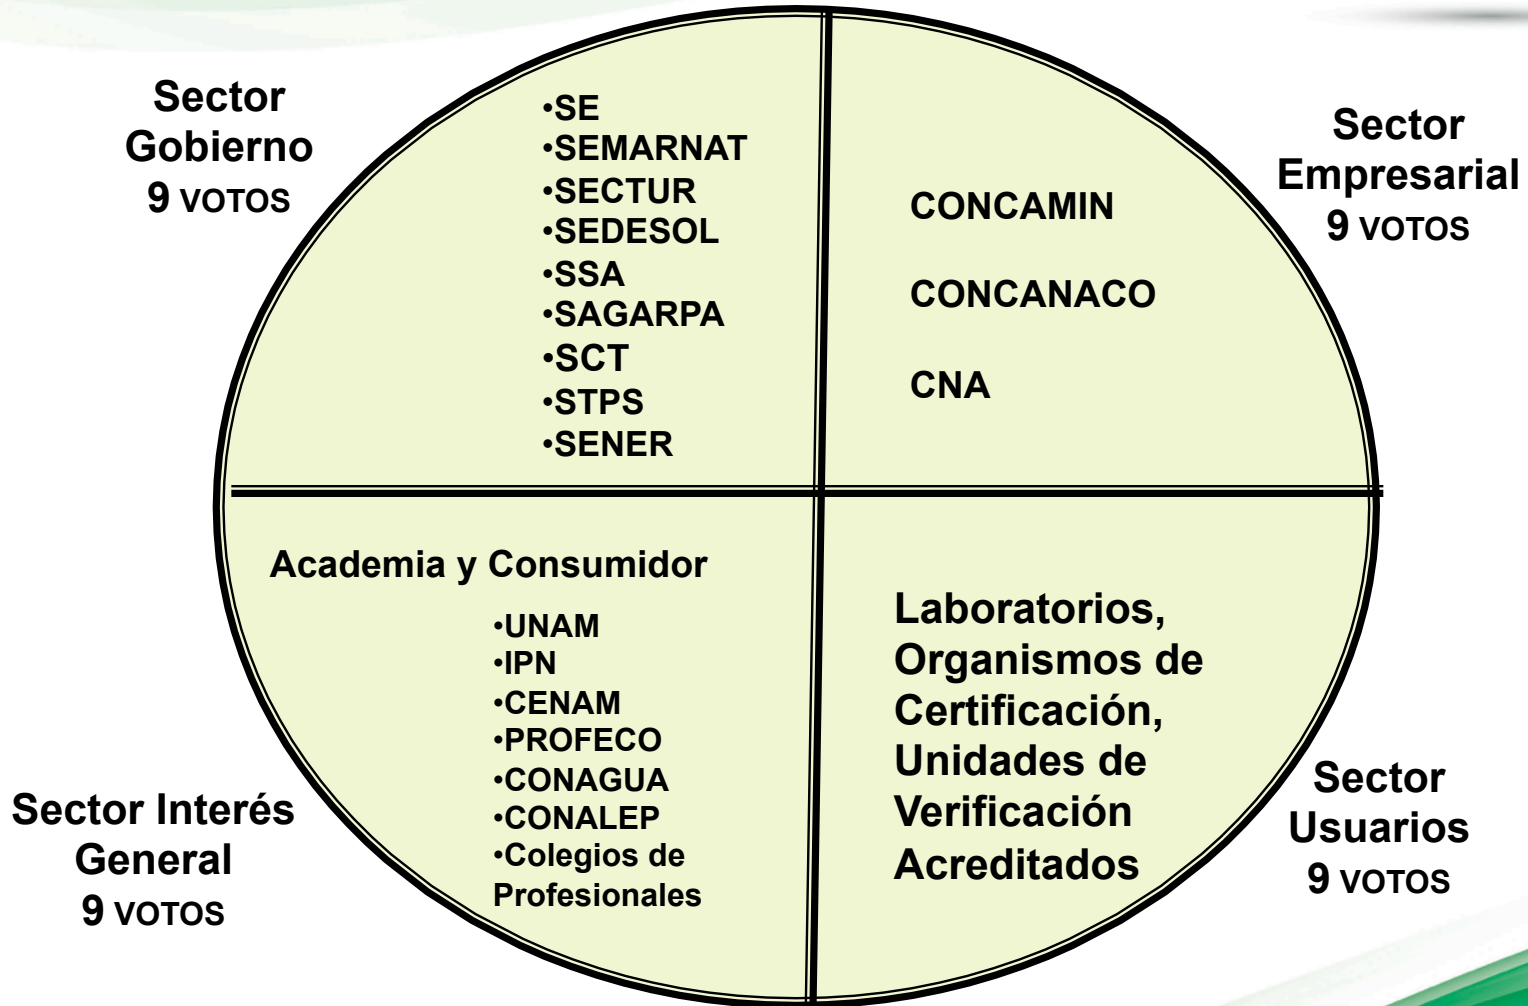 Sector
Gobierno
9 VOTOS
•SE
•SEMARNAT
•SECTUR
•SEDESOL
•SSA
•SAGARPA
•SCT
•STPS
•SENER
CONCAMIN
CONCANACO
CNA
Sector
Empresarial
9 VOTOS
Sector Interés
General
9 VOTOS
Academia y Consumidor
•UNAM
•IPN
•CENAM
•PROFECO
•CONAGUA
•CONALEP
•Colegios de
Profesionales
Laboratorios,
Organismos de
Certificación,
Unidades de
Verificación
Acreditados
Sector
Usuarios
9 VOTOS